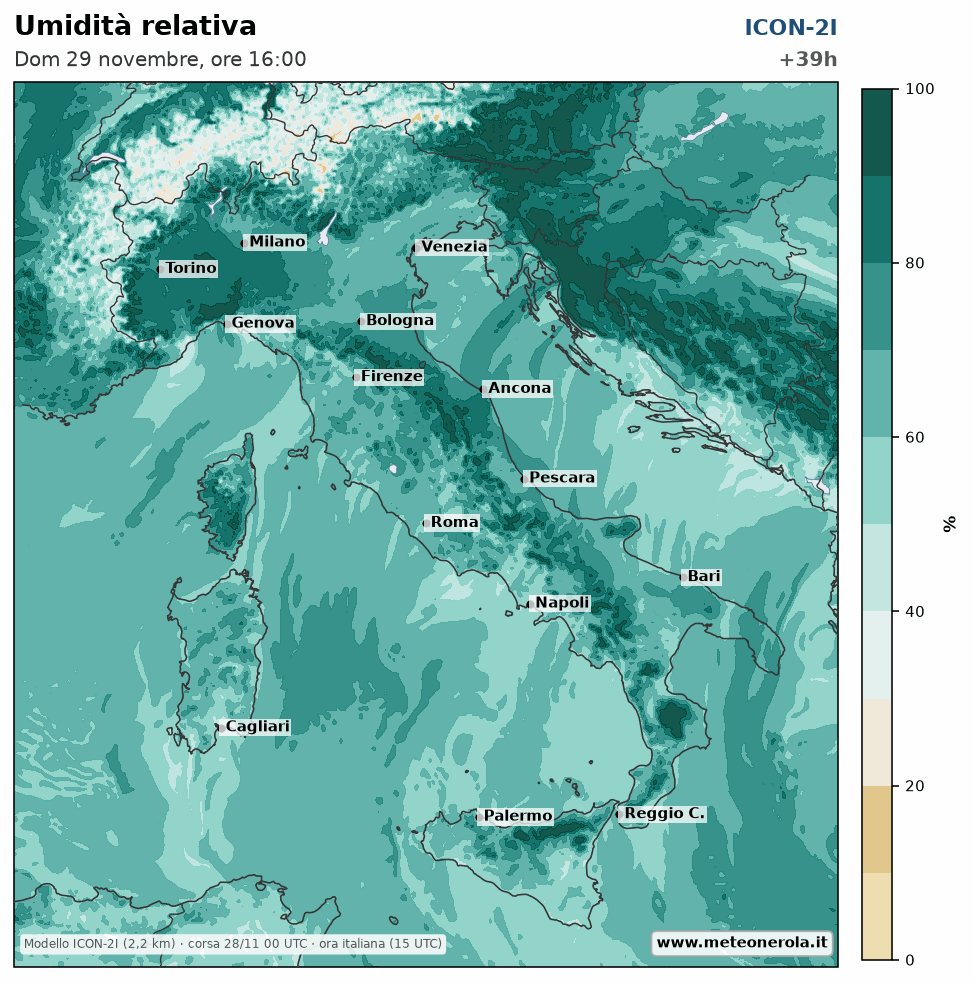 Umidità relativa
ICON-2I
Dom 29 novembre, ore 16:00
+39h
100
80
60
40
20
0
%
Milano
Venezia
Torino
Genova
Bologna
Firenze
Ancona
Pescara
Roma
Bari
Napoli
Cagliari
Palermo
Reggio C.
Modello ICON-2I (2,2 km) · corsa 28/11 00 UTC · ora italiana (15 UTC)
www.meteonerola.it